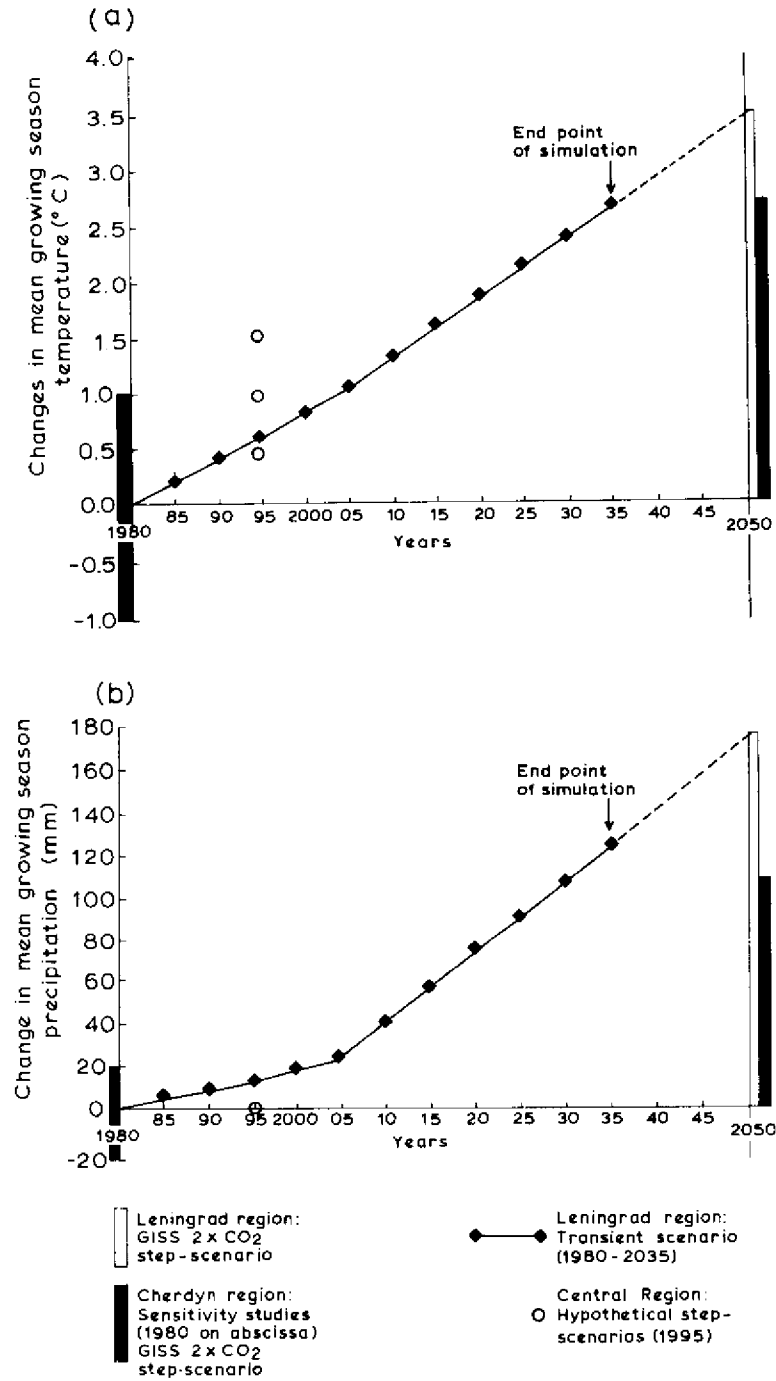 (a)
4.0
3.5
3.0
2.5
2.0
1.5
1.0
0.5
0.0
-0.5
-1.0
Changes in mean growing season
temperature (°C)
End point
of simulation
1980 85 90 95 2000 05 10 15 20 25 30 35 40 45 2050
Years
(b)
180
160
140
120
100
80
60
40
20
0
-20
Change in mean growing season
precipitation (mm)
End point
of simulation
1980 85 90 95 2000 05 10 15 20 25 30 35 40 45 2050
Years
Leningrad region:
GISS 2 x CO₂
step-scenario
Cherdyn region:
Sensitivity studies
(1980 on abscissa)
GISS 2 x CO₂
step-scenario
Leningrad region:
Transient scenario
(1980-2035)
Central Region:
Hypothetical step-
scenarios (1995)